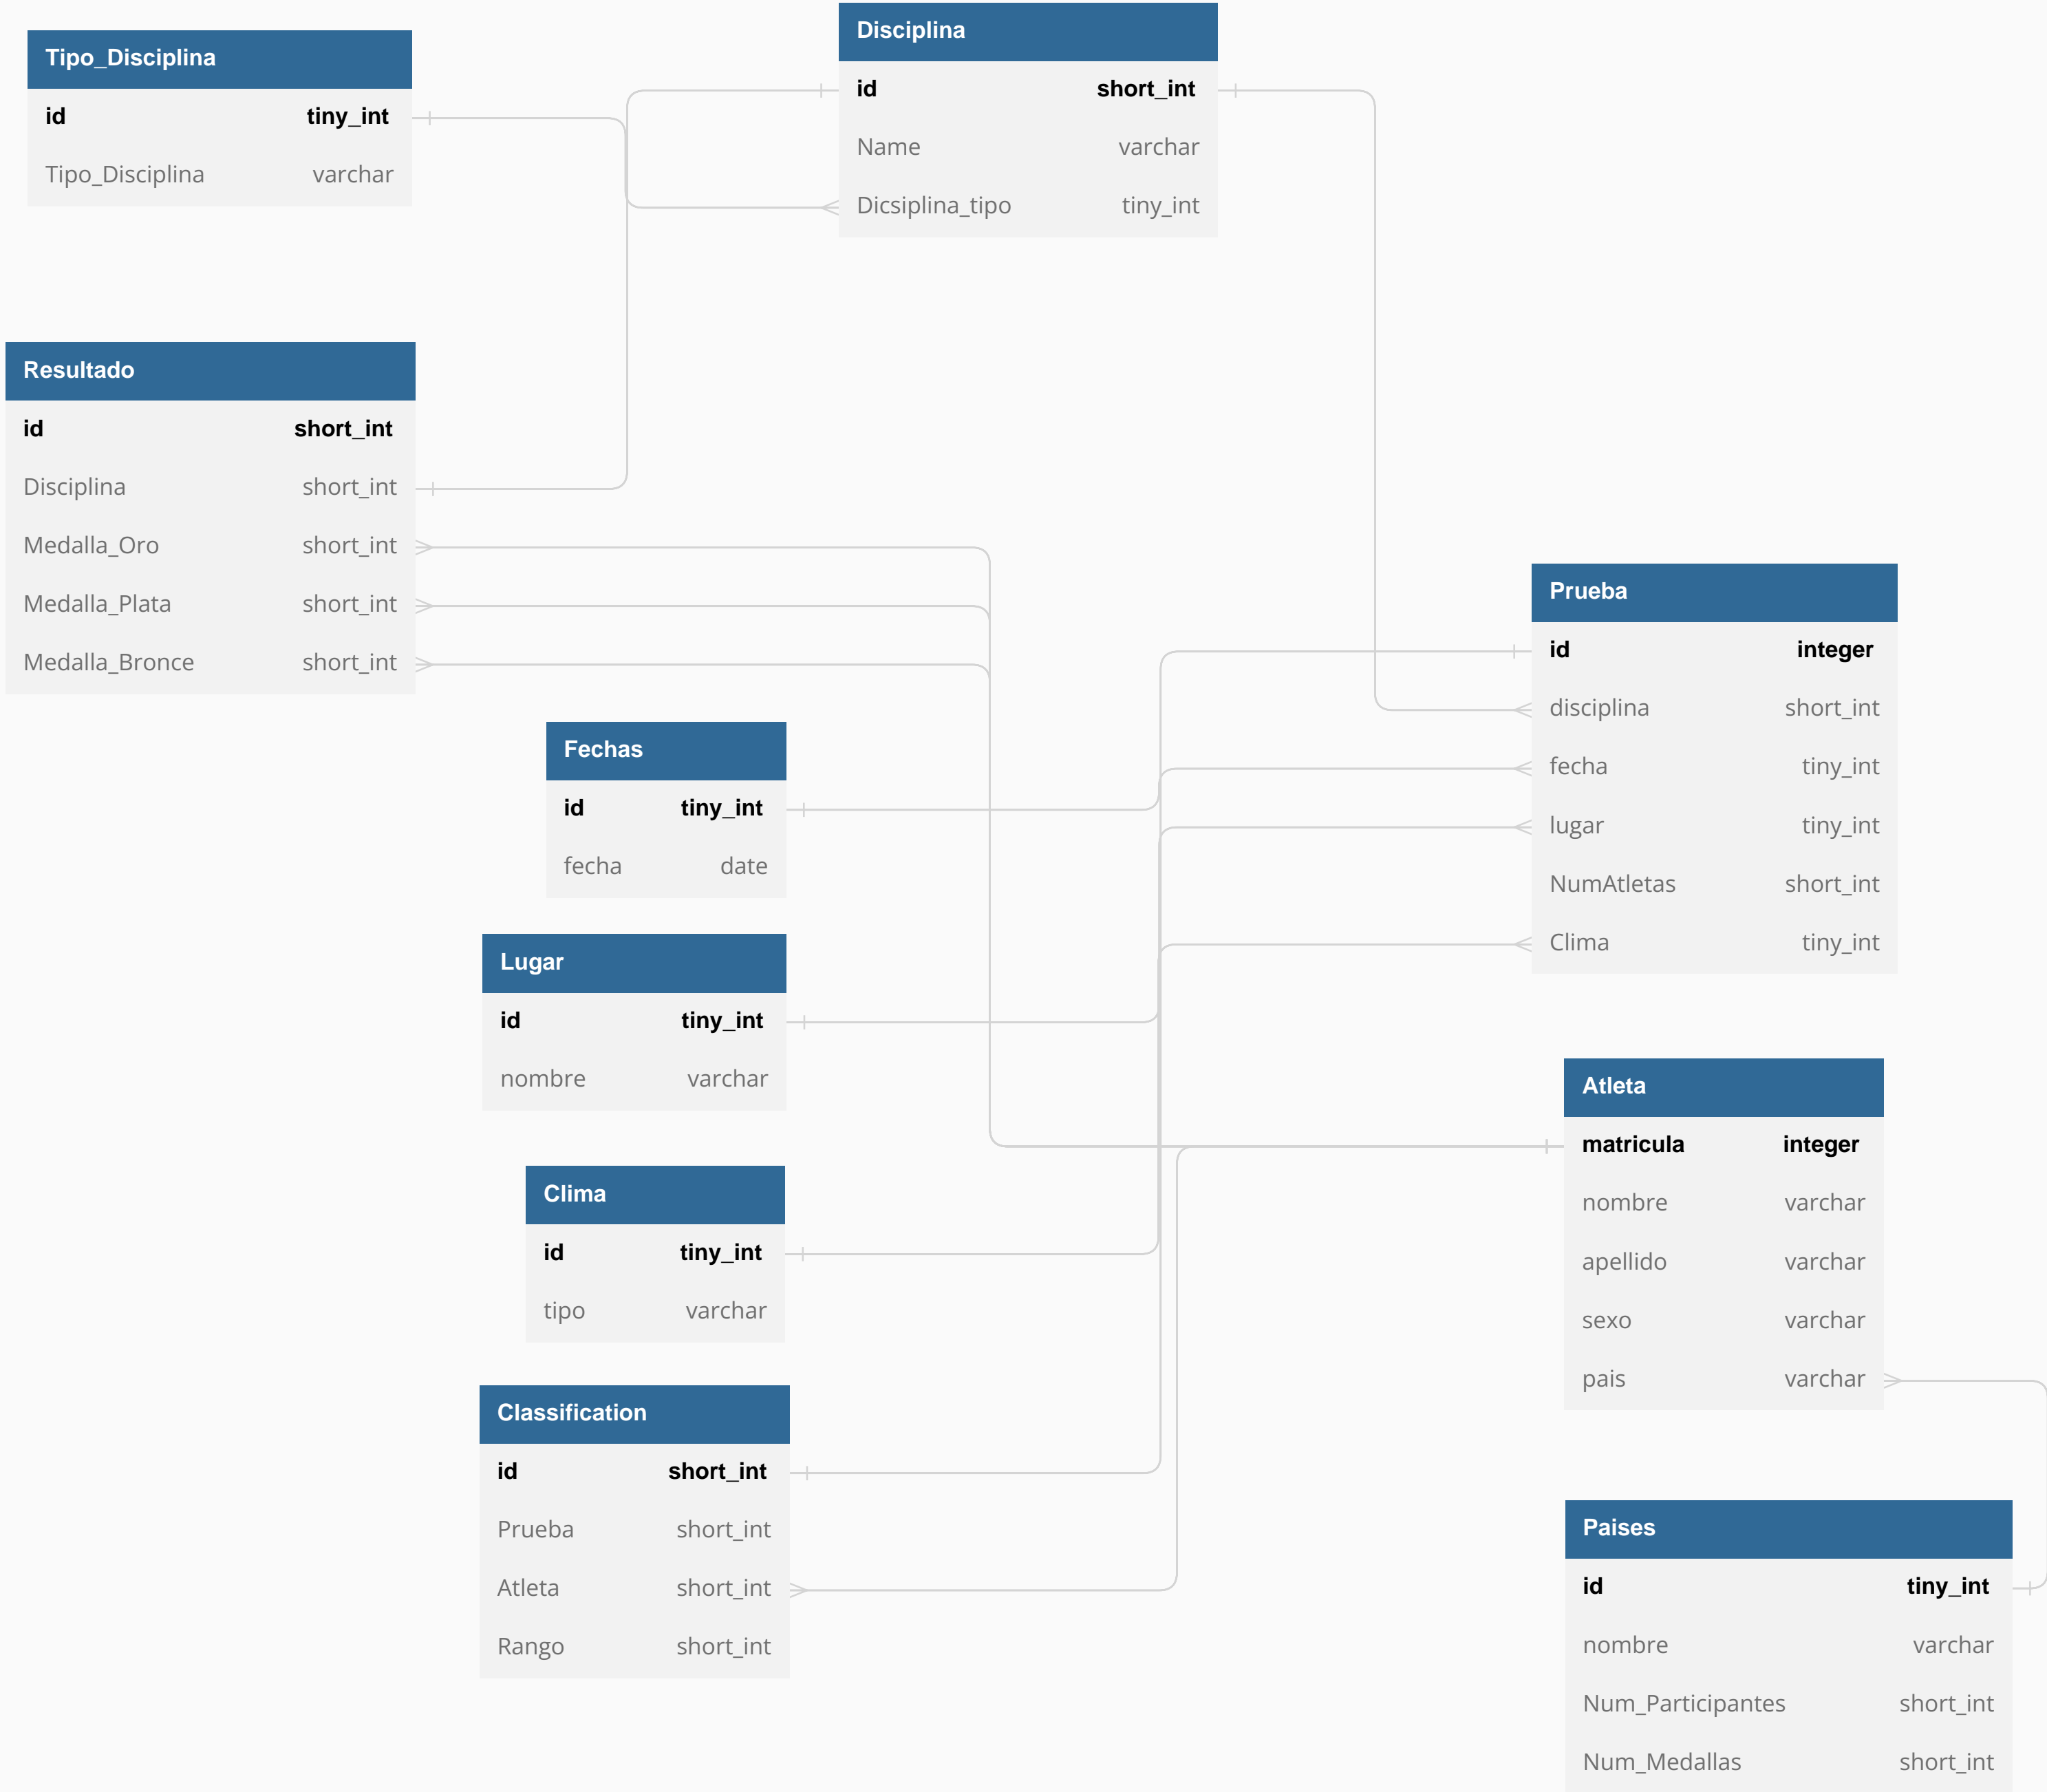 Tipo_Disciplina
id tiny_int
Tipo_Disciplina varchar
Disciplina
id short_int
Name varchar
Dicsiplina_tipo tiny_int
Resultado
id short_int
Disciplina short_int
Medalla_Oro short_int
Medalla_Plata short_int
Medalla_Bronce short_int
Prueba
id integer
disciplina short_int
fecha tiny_int
lugar tiny_int
NumAtletas short_int
Clima tiny_int
Fechas
id tiny_int
fecha date
Lugar
id tiny_int
nombre varchar
Atleta
matricula integer
nombre varchar
apellido varchar
sexo varchar
pais varchar
Clima
id tiny_int
tipo varchar
Classification
id short_int
Prueba short_int
Atleta short_int
Rango short_int
Paises
id tiny_int
nombre varchar
Num_Participantes short_int
Num_Medallas short_int